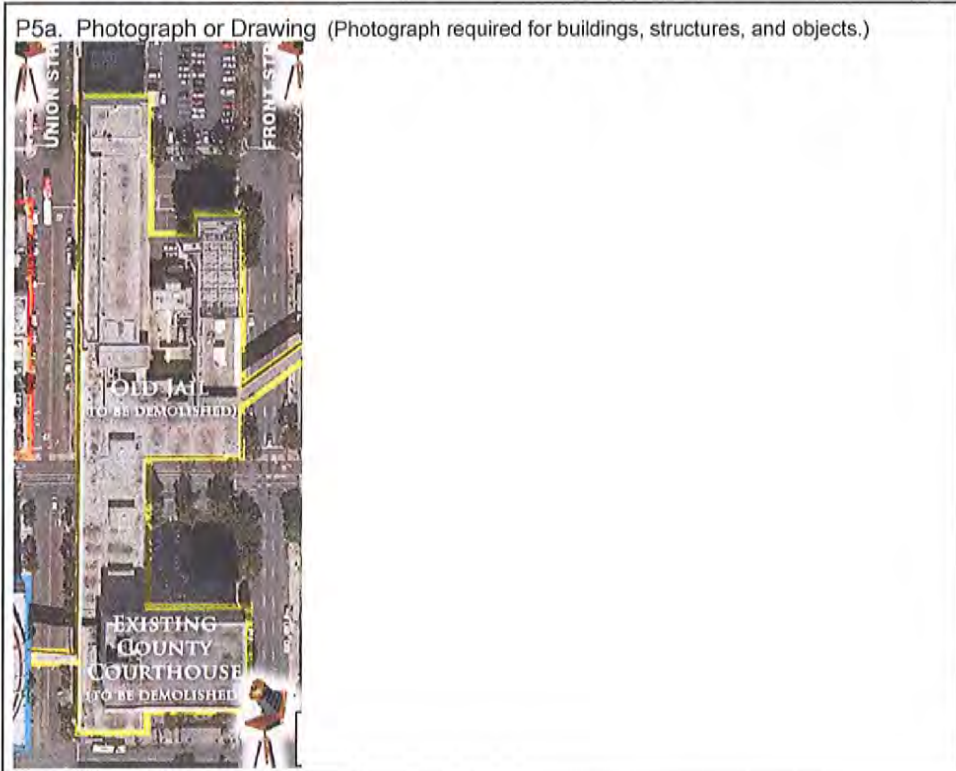 P5a. Photograph or Drawing (Photograph required for buildings, structures, and objects.)
UNION ST
FRONT ST
OLD JAIL
(TO BE DEMOLISHED)
EXISTING
COUNTY
COURTHOUSE
(TO BE DEMOLISHED